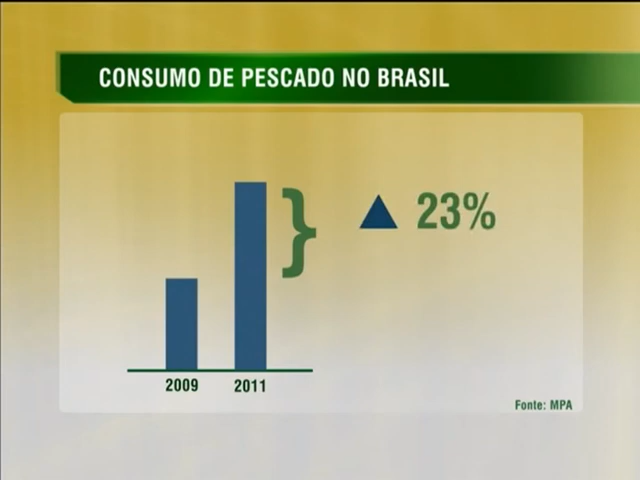 CONSUMO DE PESCADO NO BRASIL
} ▲ 23%
2009 2011
Fonte: MPA